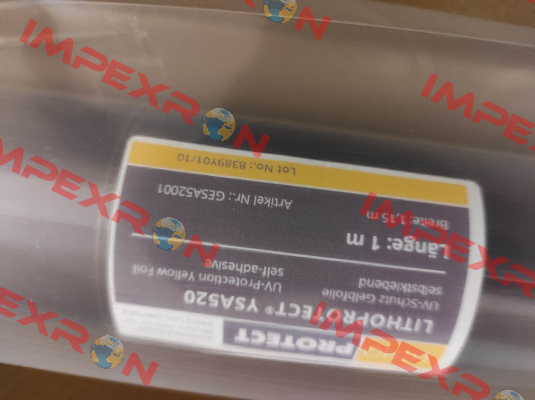 PROTECT
LITHOPROTECT® YSA520
UV-Schutz Gelbfolie
selbstklebend
UV-Protection Yellow Foil
self-adhesive
Länge: 1 m
Breite: 1,15 m
Artikel Nr.: GESA52001
Lot No.: 8389Y01/10
IMPEXRON
IMPEXRON
IMPEXRON
IMPEXRON
IMPEXRON
IMPEXRON